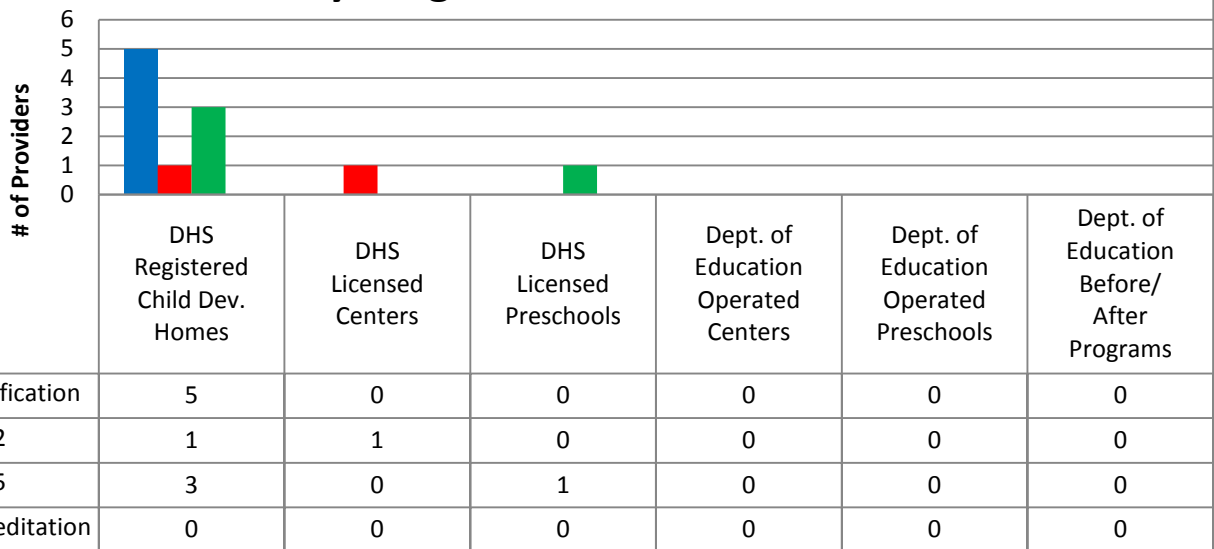 6
5
4
3
2
1
0
# of Providers
DHS
Registered
Child Dev.
Homes
DHS
Licensed
Centers
DHS
Licensed
Preschools
Dept. of
Education
Operated
Centers
Dept. of
Education
Operated
Preschools
Dept. of
Education
Before/
After
Programs
fication 5 0 0 0 0 0
2 1 1 0 0 0 0
5 3 0 1 0 0 0
editation 0 0 0 0 0 0